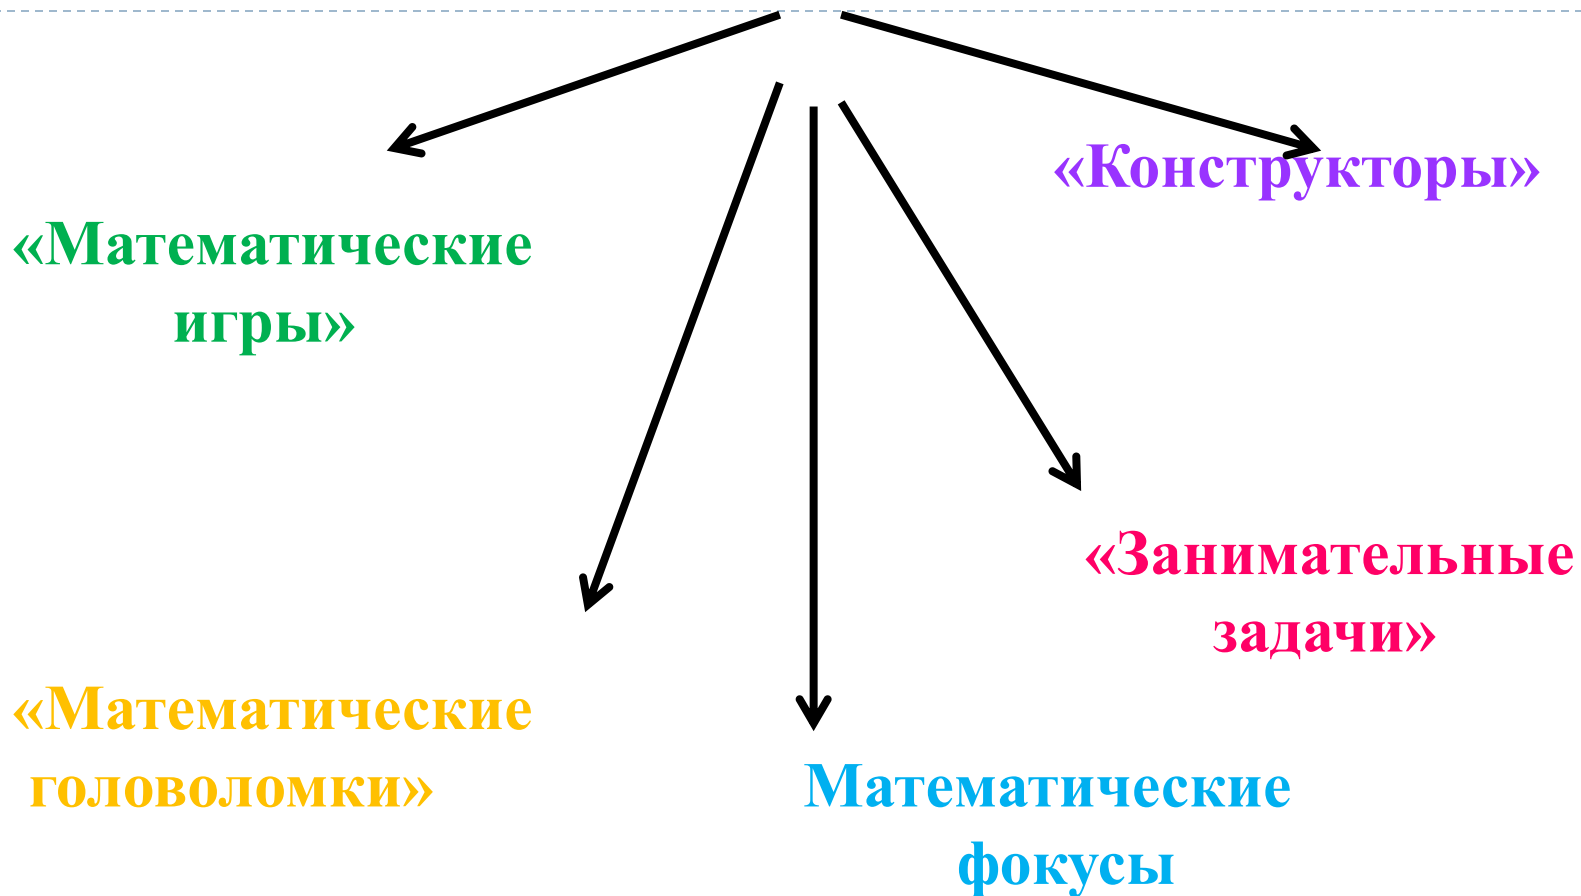 «Конструкторы»
«Математические
игры»
«Занимательные
задачи»
«Математические
головоломки»
Математические
фокусы